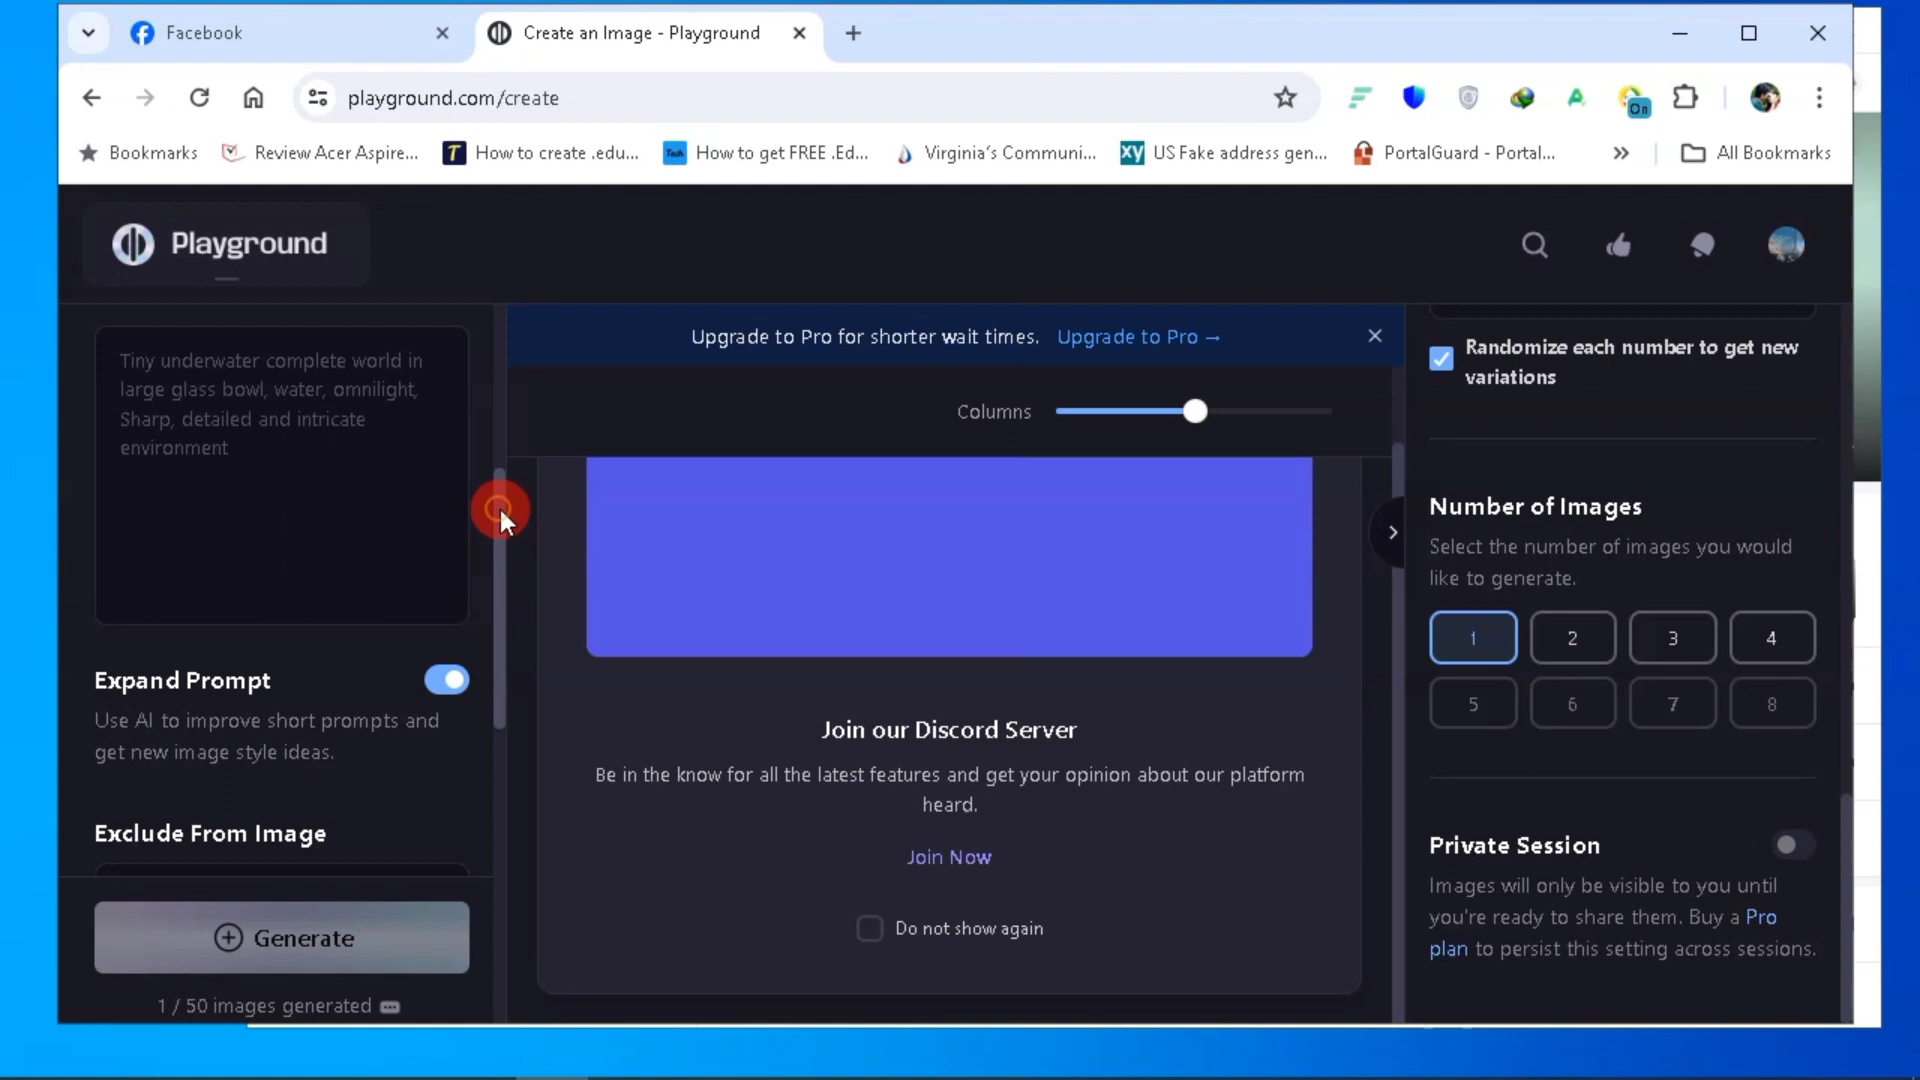 Facebook
Create an Image - Playground
playground.com/create
On
Bookmarks
Review Acer Aspire...
How to create .edu...
How to get FREE .Ed...
Virginia's Communi...
US Fake address gen...
PortalGuard - Portal...
All Bookmarks
Playground
Tiny underwater complete world in
large glass bowl, water, omnilight,
Sharp, detailed and intricate
environment
Expand Prompt
Use AI to improve short prompts and
get new image style ideas.
Exclude From Image
Generate
1 / 50 images generated
Upgrade to Pro for shorter wait times. Upgrade to Pro →
Columns
Join our Discord Server
Be in the know for all the latest features and get your opinion about our platform
heard.
Join Now
Do not show again
Randomize each number to get new
variations
Number of Images
Select the number of images you would
like to generate.
1 2 3 4
5 6 7 8
Private Session
Images will only be visible to you until
you're ready to share them. Buy a Pro
plan to persist this setting across sessions.